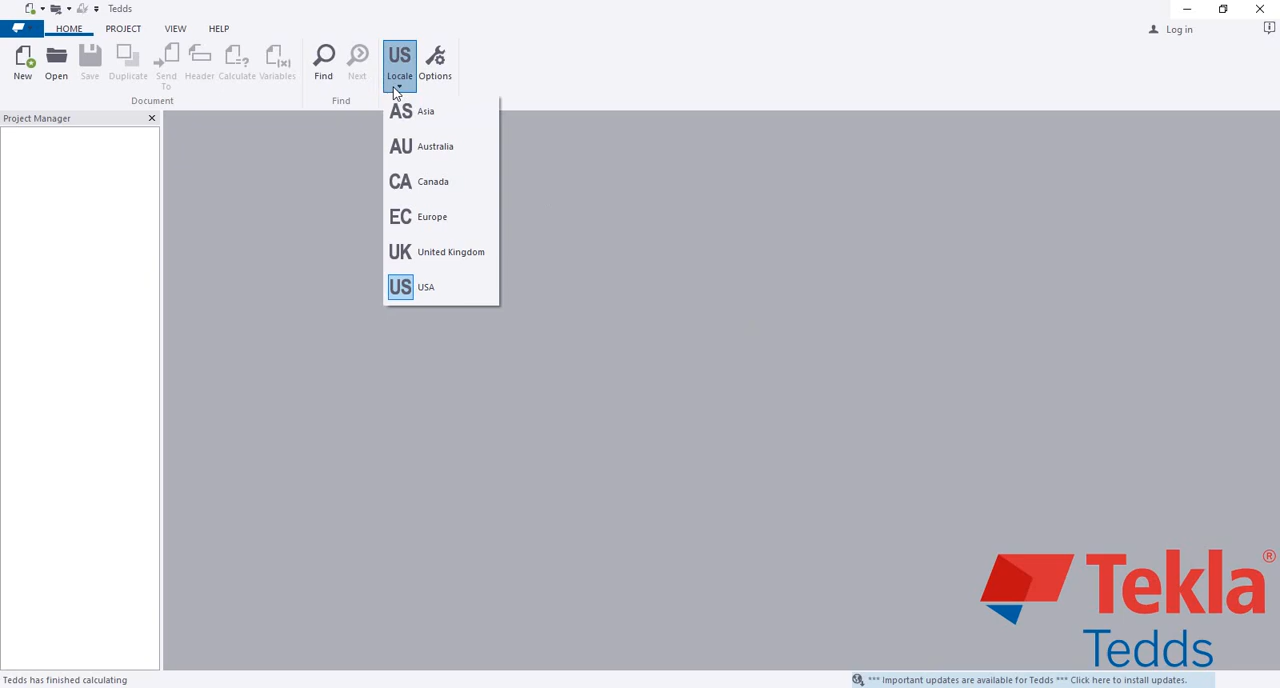 Tedds
HOME PROJECT VIEW HELP
Log in
New Open Save Duplicate Send To Header Calculate Variables
Find Next
US Locale Options
Document
Find
AS Asia
AU Australia
CA Canada
EC Europe
UK United Kingdom
US USA
Project Manager
Tekla®
Tedds
Tedds has finished calculating
*** Important updates are available for Tedds *** Click here to install updates.